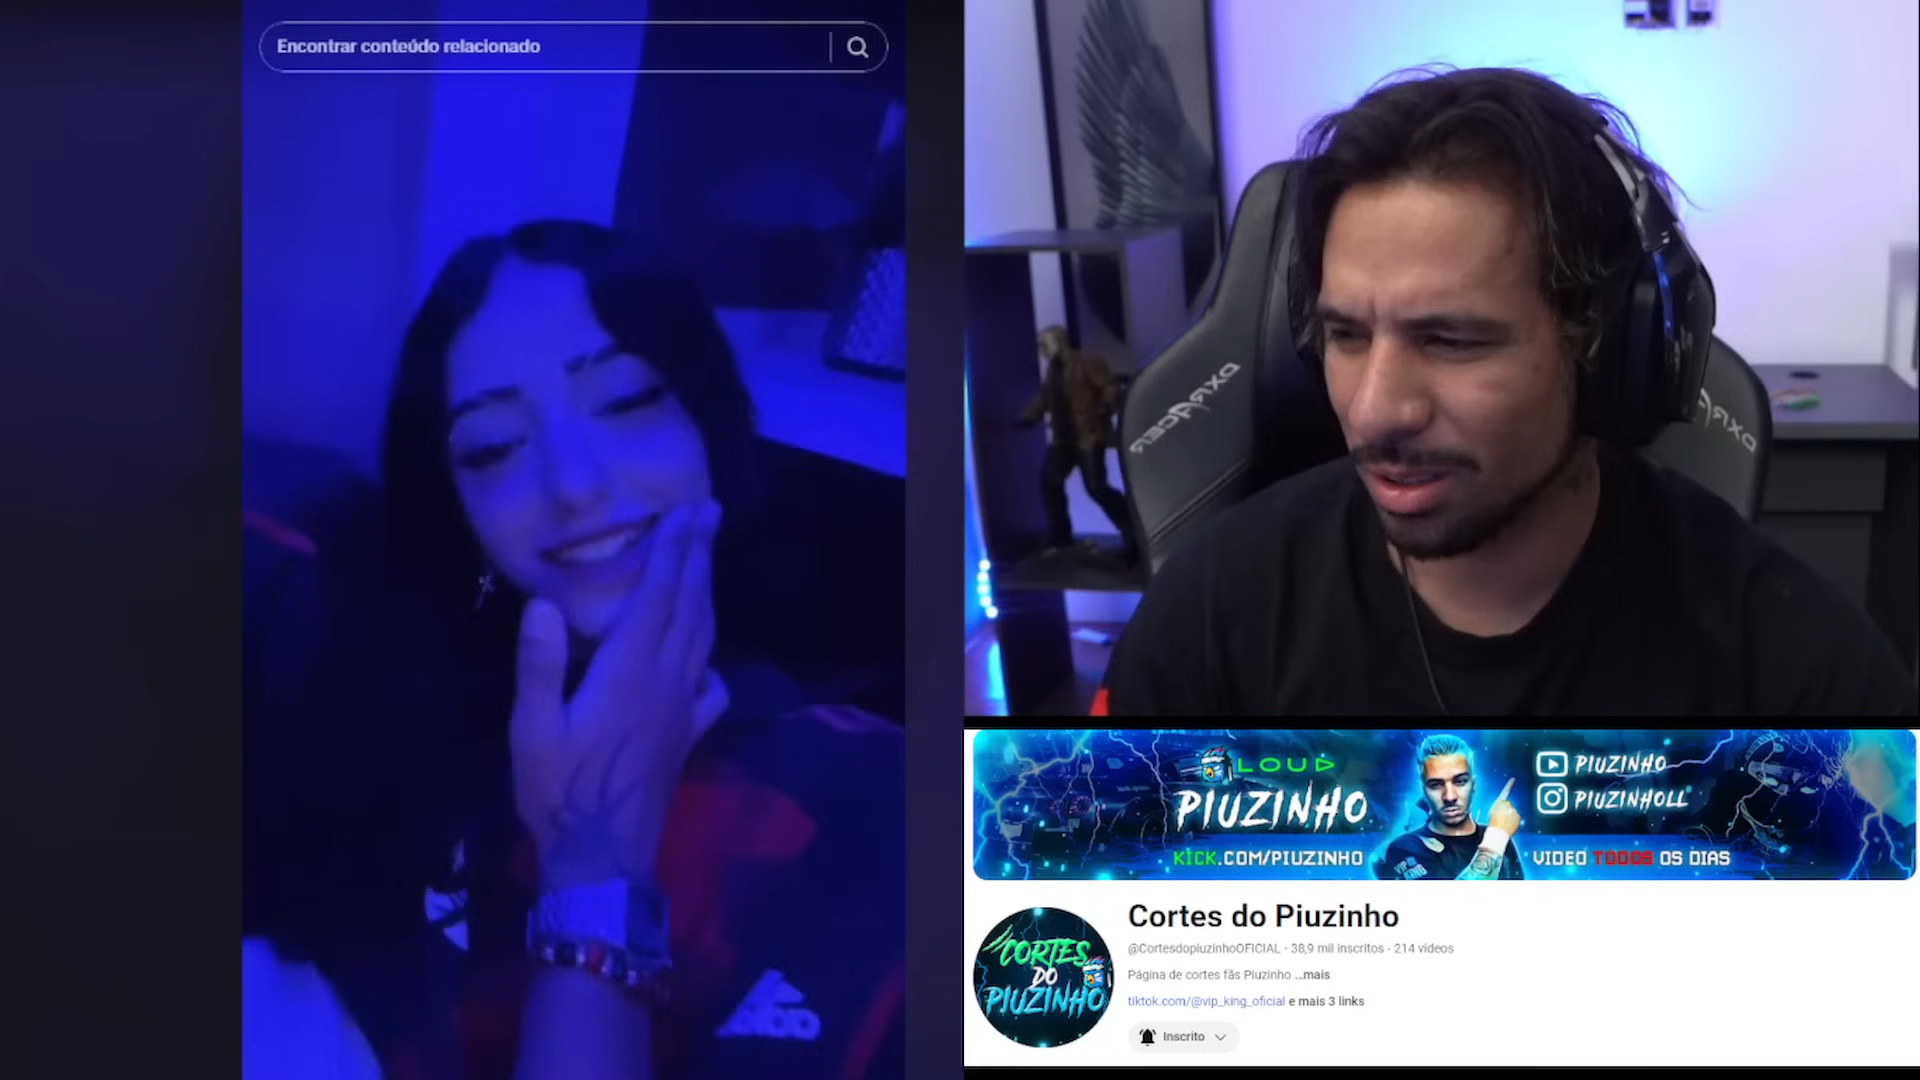 Encontrar conteúdo relacionado
DXRACER
DXRACER
LOUD
PIUZINHO
KICK.COM/PIUZINHO
PIUZINHO
PIUZINHOLL
VIDEO TODOS OS DIAS
CORTES
DO
PIUZINHO
Cortes do Piuzinho
@CortesdopiuzinhoOFICIAL · 38,9 mil inscritos · 214 vídeos
Página de cortes fãs Piuzinho ...mais
tiktok.com/@vip_king_oficial e mais 3 links
Inscrito